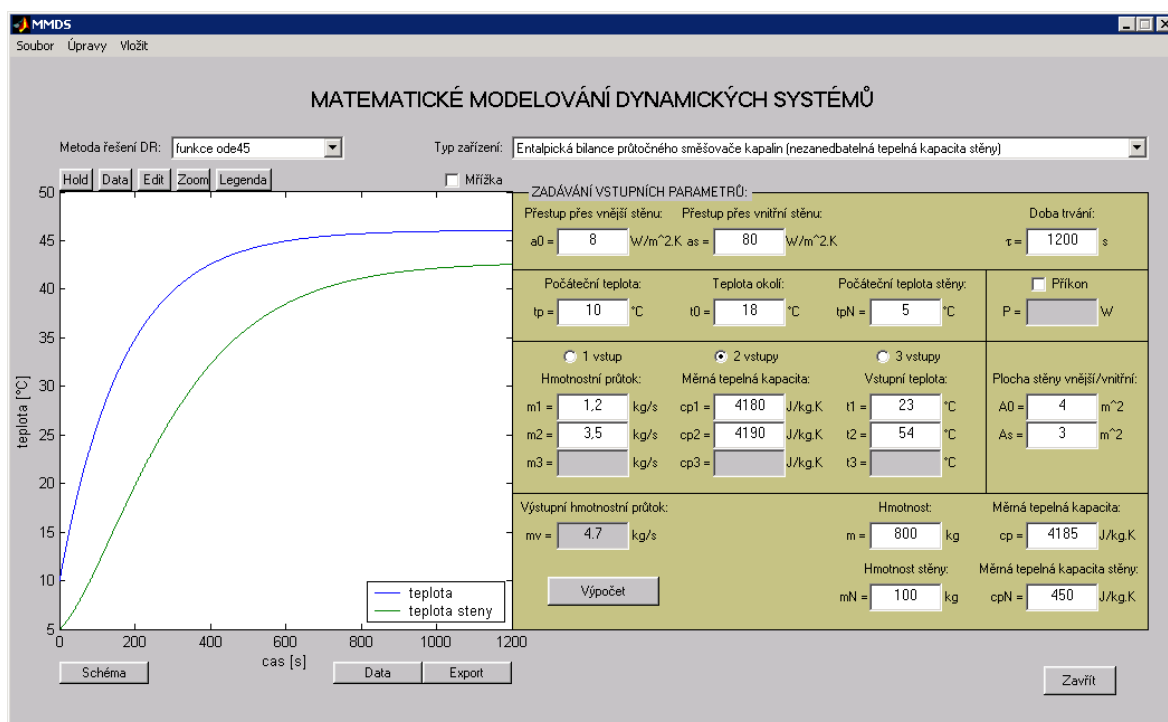 MMDS
Soubor Úpravy Vložit
MATEMATICKÉ MODELOVÁNÍ DYNAMICKÝCH SYSTÉMŮ
Metoda řešení DR: funkce ode45 Typ zařízení: Entalpická bilance průtočného směšovače kapalin (nezanedbatelná tepelná kapacita stěny)
Hold Data Edit Zoom Legenda Mřížka
ZADÁVÁNÍ VSTUPNÍCH PARAMETRŮ:
Přestup přes vnější stěnu: Přestup přes vnitřní stěnu: Doba trvání:
a0 = 8 W/m^2.K as = 80 W/m^2.K τ = 1200 s
Počáteční teplota: Teplota okolí: Počáteční teplota stěny: Příkon
tp = 10 °C t0 = 18 °C tpN = 5 °C P = W
1 vstup 2 vstupy 3 vstupy
Hmotnostní průtok: Měrná tepelná kapacita: Vstupní teplota: Plocha stěny vnější/vnitřní:
m1 = 1,2 kg/s cp1 = 4180 J/kg.K t1 = 23 °C A0 = 4 m^2
m2 = 3,5 kg/s cp2 = 4190 J/kg.K t2 = 54 °C As = 3 m^2
m3 = kg/s cp3 = J/kg.K t3 = °C
Výstupní hmotnostní průtok: Hmotnost: Měrná tepelná kapacita:
mv = 4.7 kg/s m = 800 kg cp = 4185 J/kg.K
Hmotnost stěny: Měrná tepelná kapacita stěny:
Výpočet mN = 100 kg cpN = 450 J/kg.K
50
45
40
35
30
25
20
15
10
5
teplota [°C]
teplota
teplota steny
0 200 400 600 800 1000 1200
cas [s]
Schéma Data Export Zavřít